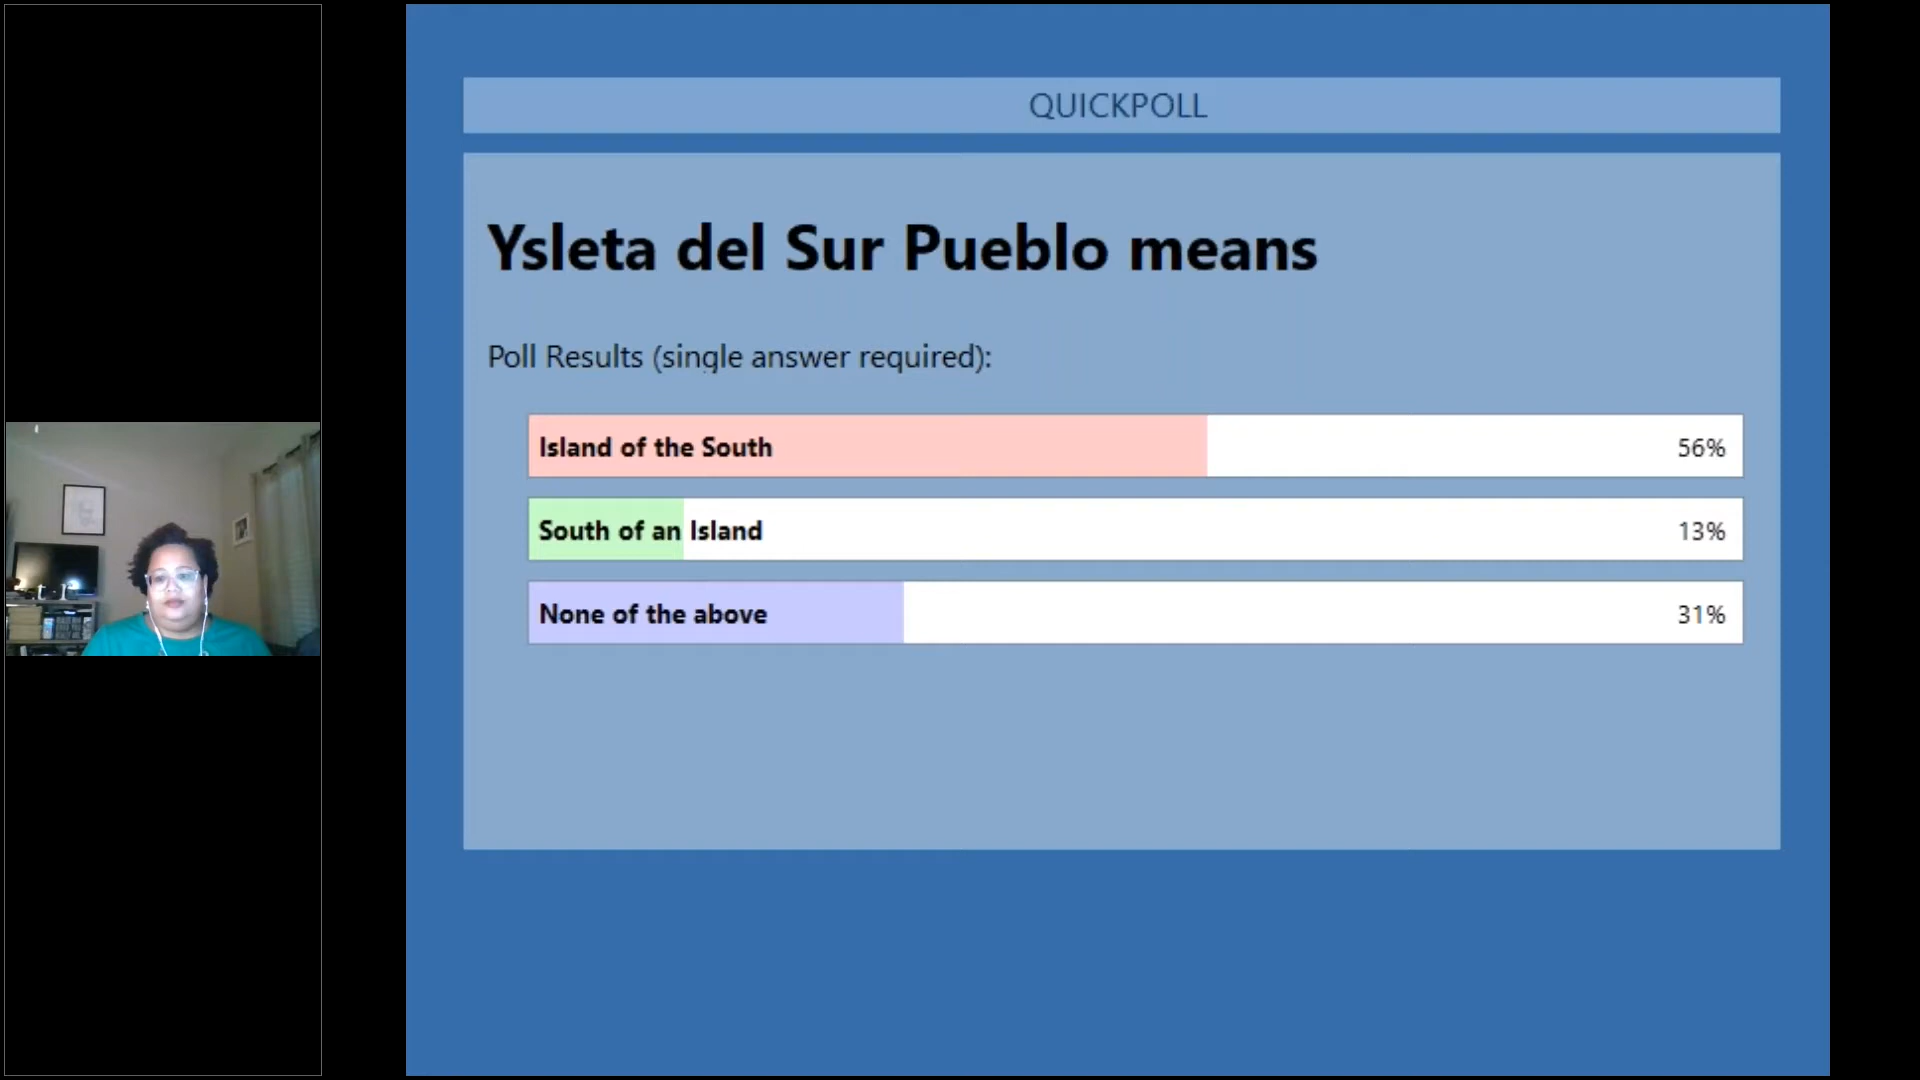 QUICKPOLL
Ysleta del Sur Pueblo means
Poll Results (single answer required):
Island of the South 56%
South of an Island 13%
None of the above 31%